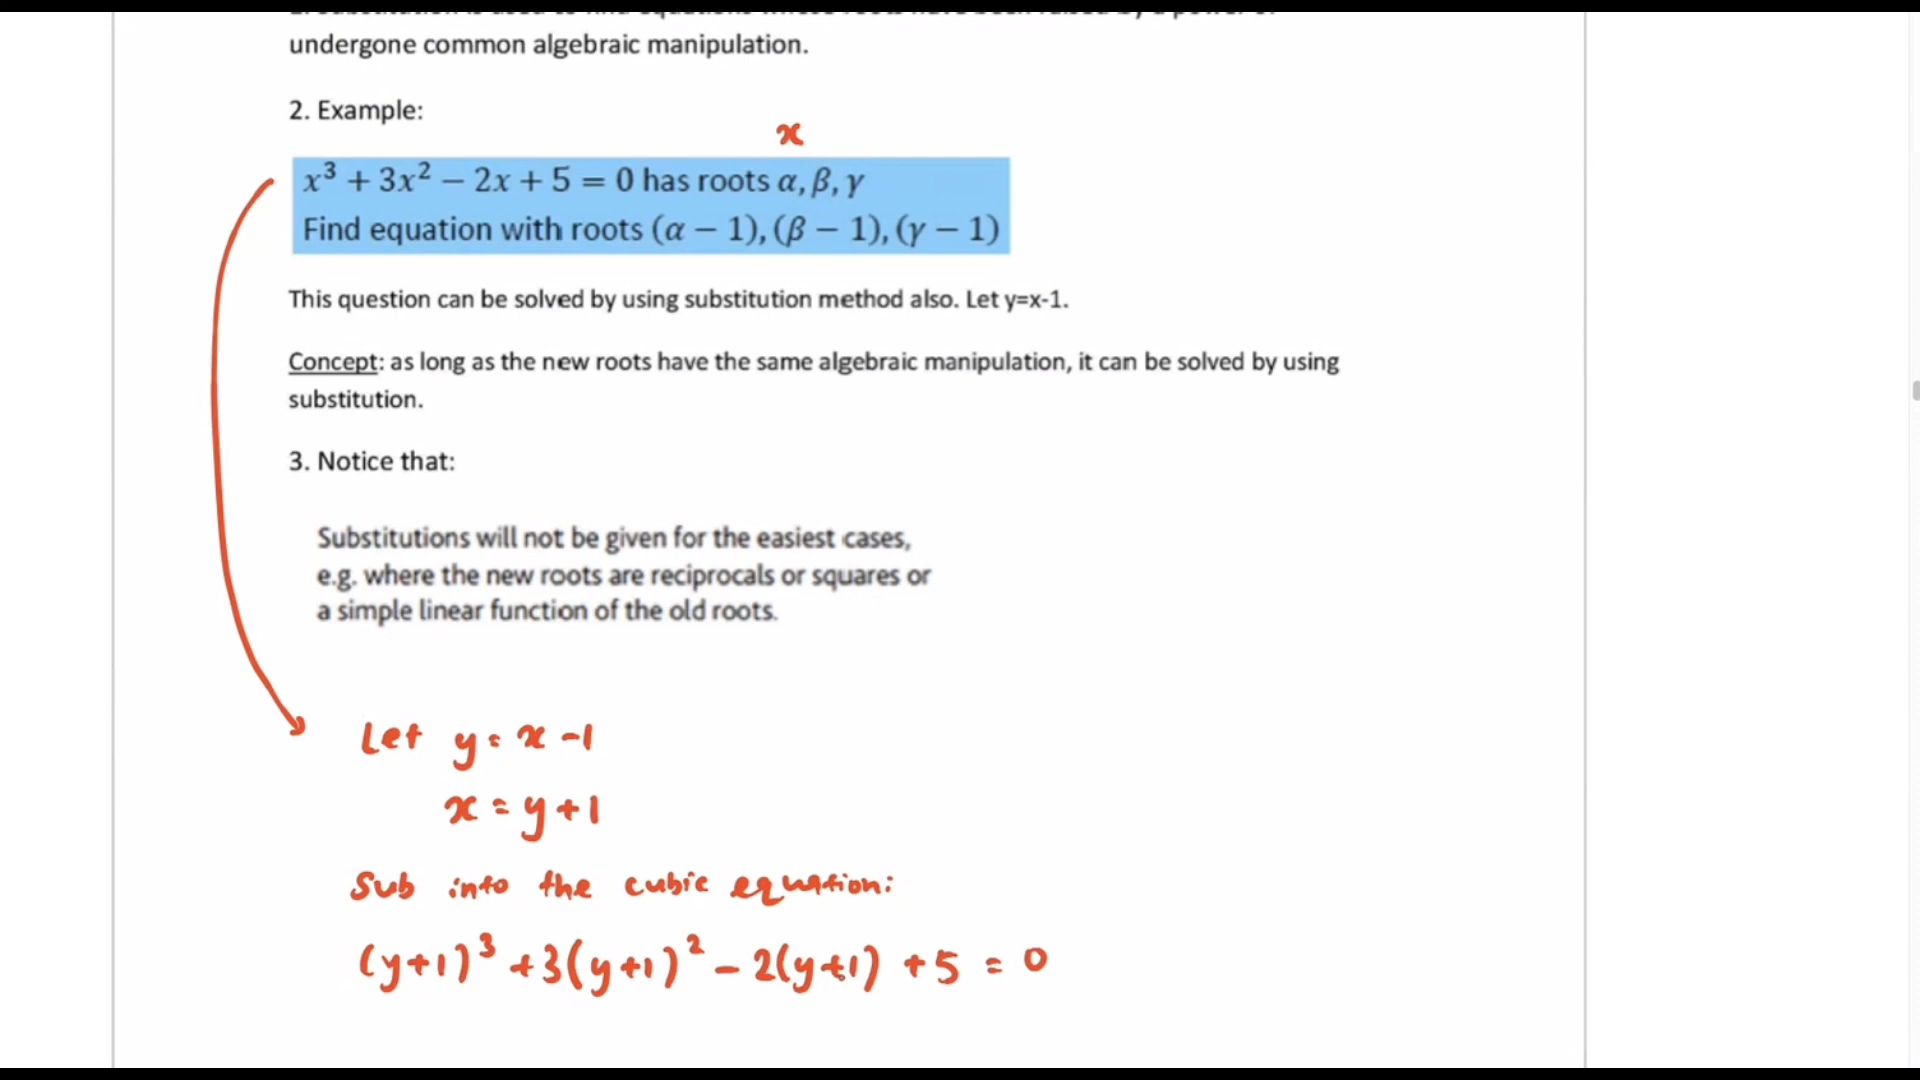 undergone common algebraic manipulation.
2. Example:
x
x³ + 3x² − 2x + 5 = 0 has roots α, β, γ
Find equation with roots (α − 1), (β − 1), (γ − 1)
This question can be solved by using substitution method also. Let y=x-1.
Concept: as long as the new roots have the same algebraic manipulation, it can be solved by using
substitution.
3. Notice that:
Substitutions will not be given for the easiest cases,
e.g. where the new roots are reciprocals or squares or
a simple linear function of the old roots.
Let y = x -1
x = y + 1
Sub into the cubic equation:
(y+1)³ + 3(y+1)² − 2(y+1) + 5 = 0